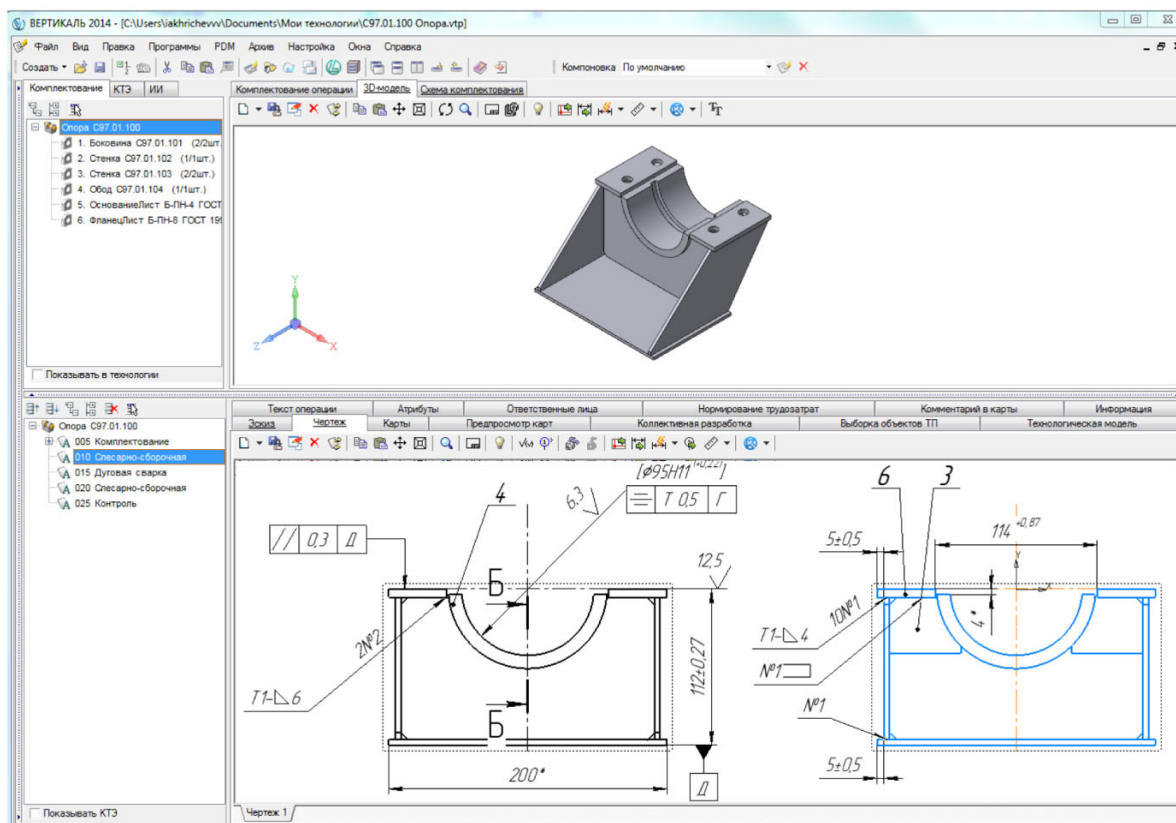 ВЕРТИКАЛЬ 2014 - [C:\Users\iakhrichevvv\Documents\Мои технологии\С97.01.100 Опора.vtp]
Файл Вид Правка Программы PDM Архив Настройка Окна Справка
Создать Компоновка По умолчанию
Комплектование КТЭ ИИ
Комплектование операции 3D-модель Схема комплектования
Опора С97.01.100
1. Боковина С97.01.101 (2/2шт.
2. Стенка С97.01.102 (1/1шт.)
3. Стенка С97.01.103 (2/2шт.)
4. Обод С97.01.104 (1/1шт.)
5. ОснованиеЛист Б-ПН-4 ГОСТ
6. ФланецЛист Б-ПН-8 ГОСТ 199
Y
Z
X
Показывать в технологии
Текст операции Атрибуты Ответственные лица Нормирование трудозатрат Комментарий в карты Информация
Эскиз Чертеж Карты Предпросмотр карт Коллективная разработка Выборка объектов ТП Технологическая модель
Опора С97.01.100
005 Комплектование
010 Слесарно-сборочная
015 Дуговая сварка
020 Слесарно-сборочная
025 Контроль
[ø95H11(+0,22)]
4
6,3
= Т 0,5 Г
// 0,3 Д
12,5
Б
2№2
112±0,27
Т1-◺6
Б
200*
Д
6 3
114 +0,87
5±0,5
Y
X
10№1
4*
Т1-◺4
№1
№1
5±0,5
Показывать КТЭ
Чертеж 1